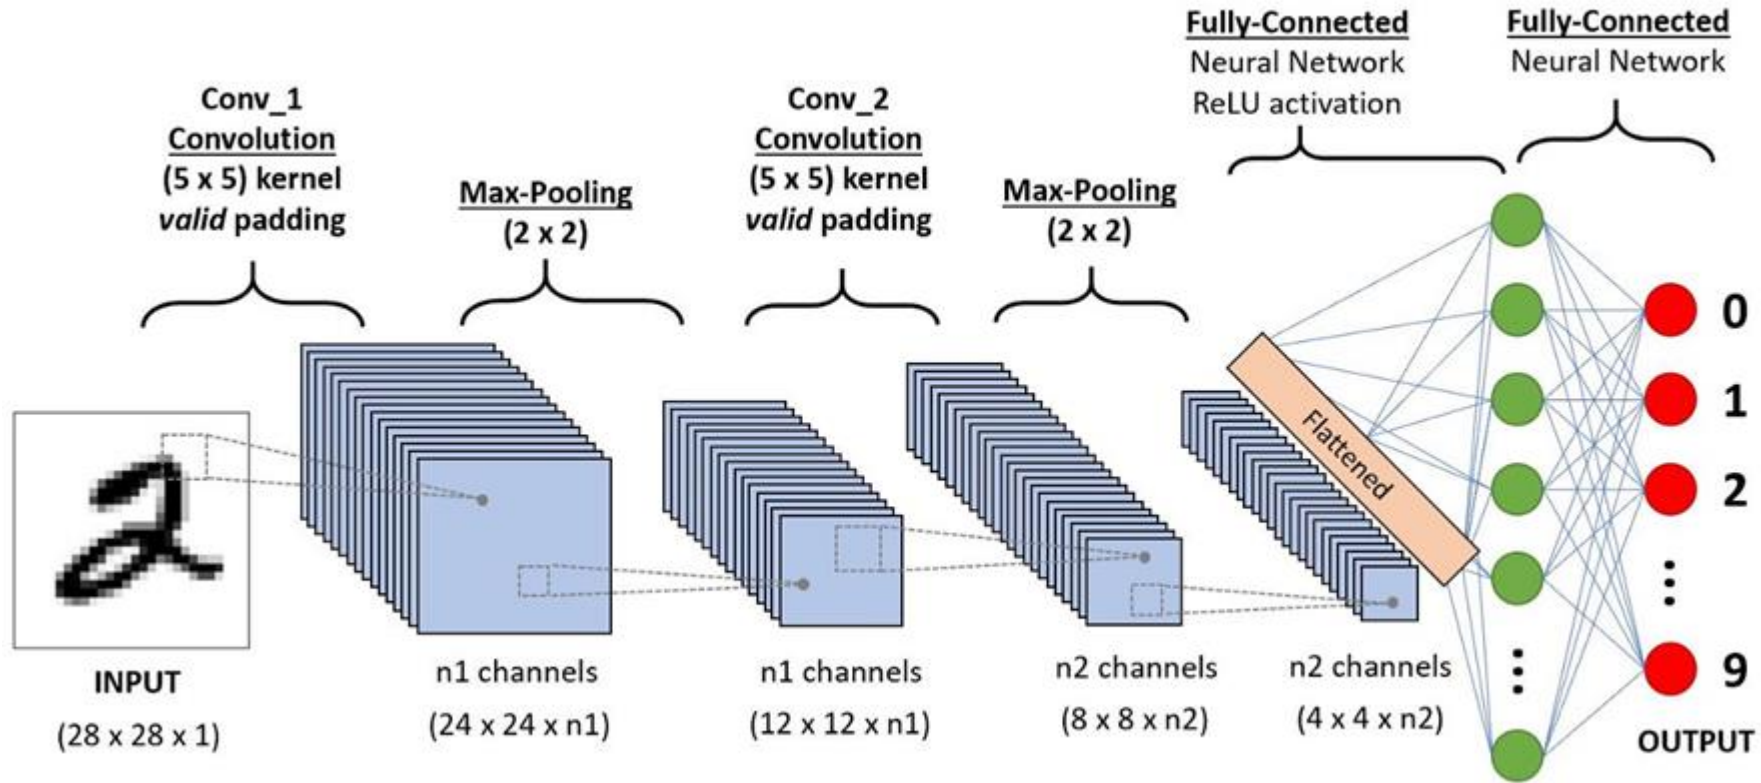 Conv_1
Convolution
(5 x 5) kernel
valid padding
Max-Pooling
(2 x 2)
Conv_2
Convolution
(5 x 5) kernel
valid padding
Max-Pooling
(2 x 2)
Fully-Connected
Neural Network
ReLU activation
Fully-Connected
Neural Network
2
INPUT
(28 x 28 x 1)
n1 channels
(24 x 24 x n1)
n1 channels
(12 x 12 x n1)
n2 channels
(8 x 8 x n2)
n2 channels
(4 x 4 x n2)
Flattened
0
1
2
9
OUTPUT